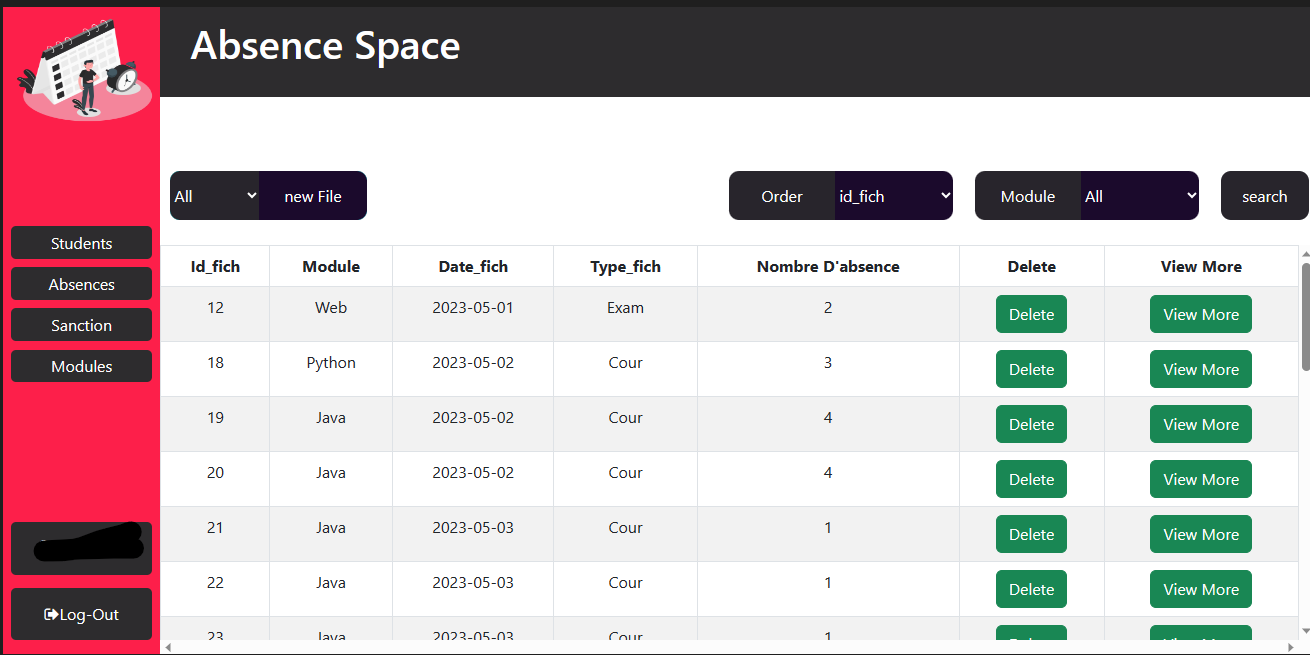 Absence Space
All new File Order id_fich Module All search
Students
Absences
Sanction
Modules
Log-Out
Id_fich Module Date_fich Type_fich Nombre D'absence Delete View More
12 Web 2023-05-01 Exam 2 Delete View More
18 Python 2023-05-02 Cour 3 Delete View More
19 Java 2023-05-02 Cour 4 Delete View More
20 Java 2023-05-02 Cour 4 Delete View More
21 Java 2023-05-03 Cour 1 Delete View More
22 Java 2023-05-03 Cour 1 Delete View More
23 Java 2023-05-03 Cour 1